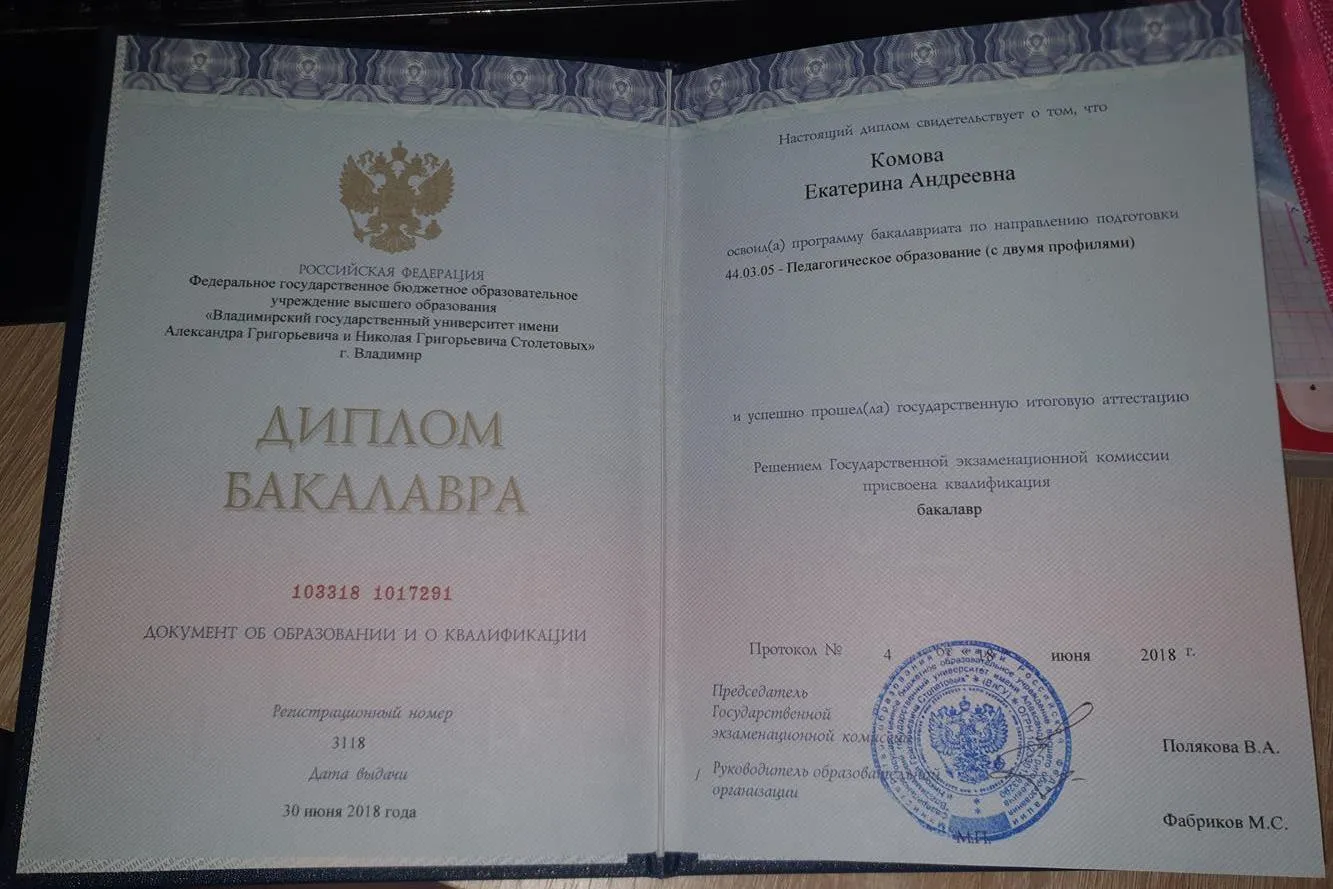 РОССИЙСКАЯ ФЕДЕРАЦИЯ
Федеральное государственное бюджетное образовательное
учреждение высшего образования
«Владимирский государственный университет имени
Александра Григорьевича и Николая Григорьевича Столетовых»
г. Владимир
ДИПЛОМ
БАКАЛАВРА
103318 1017291
ДОКУМЕНТ ОБ ОБРАЗОВАНИИ И О КВАЛИФИКАЦИИ
Регистрационный номер
3118
Дата выдачи
30 июня 2018 года
Настоящий диплом свидетельствует о том, что
Комова
Екатерина Андреевна
освоил(а) программу бакалавриата по направлению подготовки
44.03.05 - Педагогическое образование (с двумя профилями)
и успешно прошел(ла) государственную итоговую аттестацию
Решением Государственной экзаменационной комиссии
присвоена квалификация
бакалавр
Протокол № 4 от « 18 июня 2018 г.
Председатель
Государственной
экзаменационной комиссии
Полякова В.А.
Руководитель образовательной
организации
Фабриков М.С.
М.П.